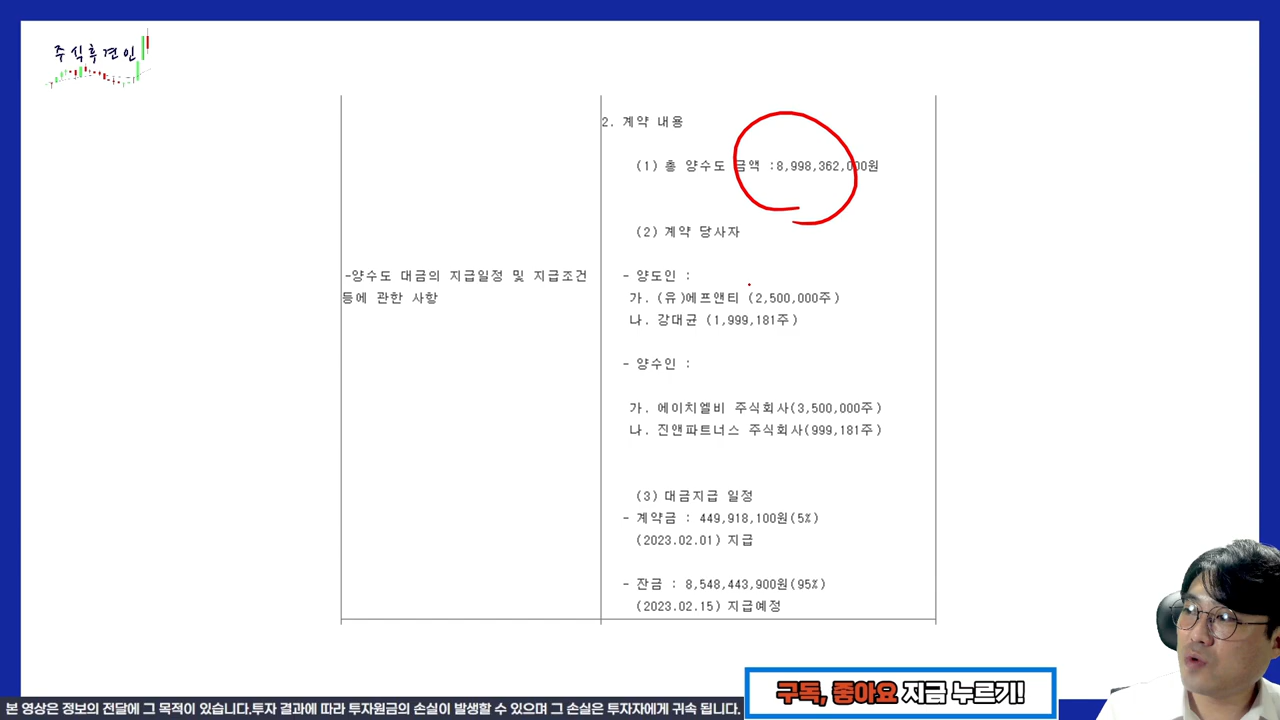 주식후견인
2. 계약 내용
(1) 총 양수도 금액 :8,998,362,000원
(2) 계약 당사자
-양수도 대금의 지급일정 및 지급조건
등에 관한 사항
- 양도인 :
가. (유)에프앤티 (2,500,000주)
나. 강대균 (1,999,181주)
- 양수인 :
가. 에이치엘비 주식회사(3,500,000주)
나. 진앤파트너스 주식회사(999,181주)
(3) 대금지급 일정
- 계약금 : 449,918,100원(5%)
(2023.02.01) 지급
- 잔금 : 8,548,443,900원(95%)
(2023.02.15) 지급예정
구독, 좋아요 지금 누르기!
본 영상은 정보의 전달에 그 목적이 있습니다.투자 결과에 따라 투자원금의 손실이 발생할 수 있으며 그 손실은 투자자에게 귀속 됩니다.